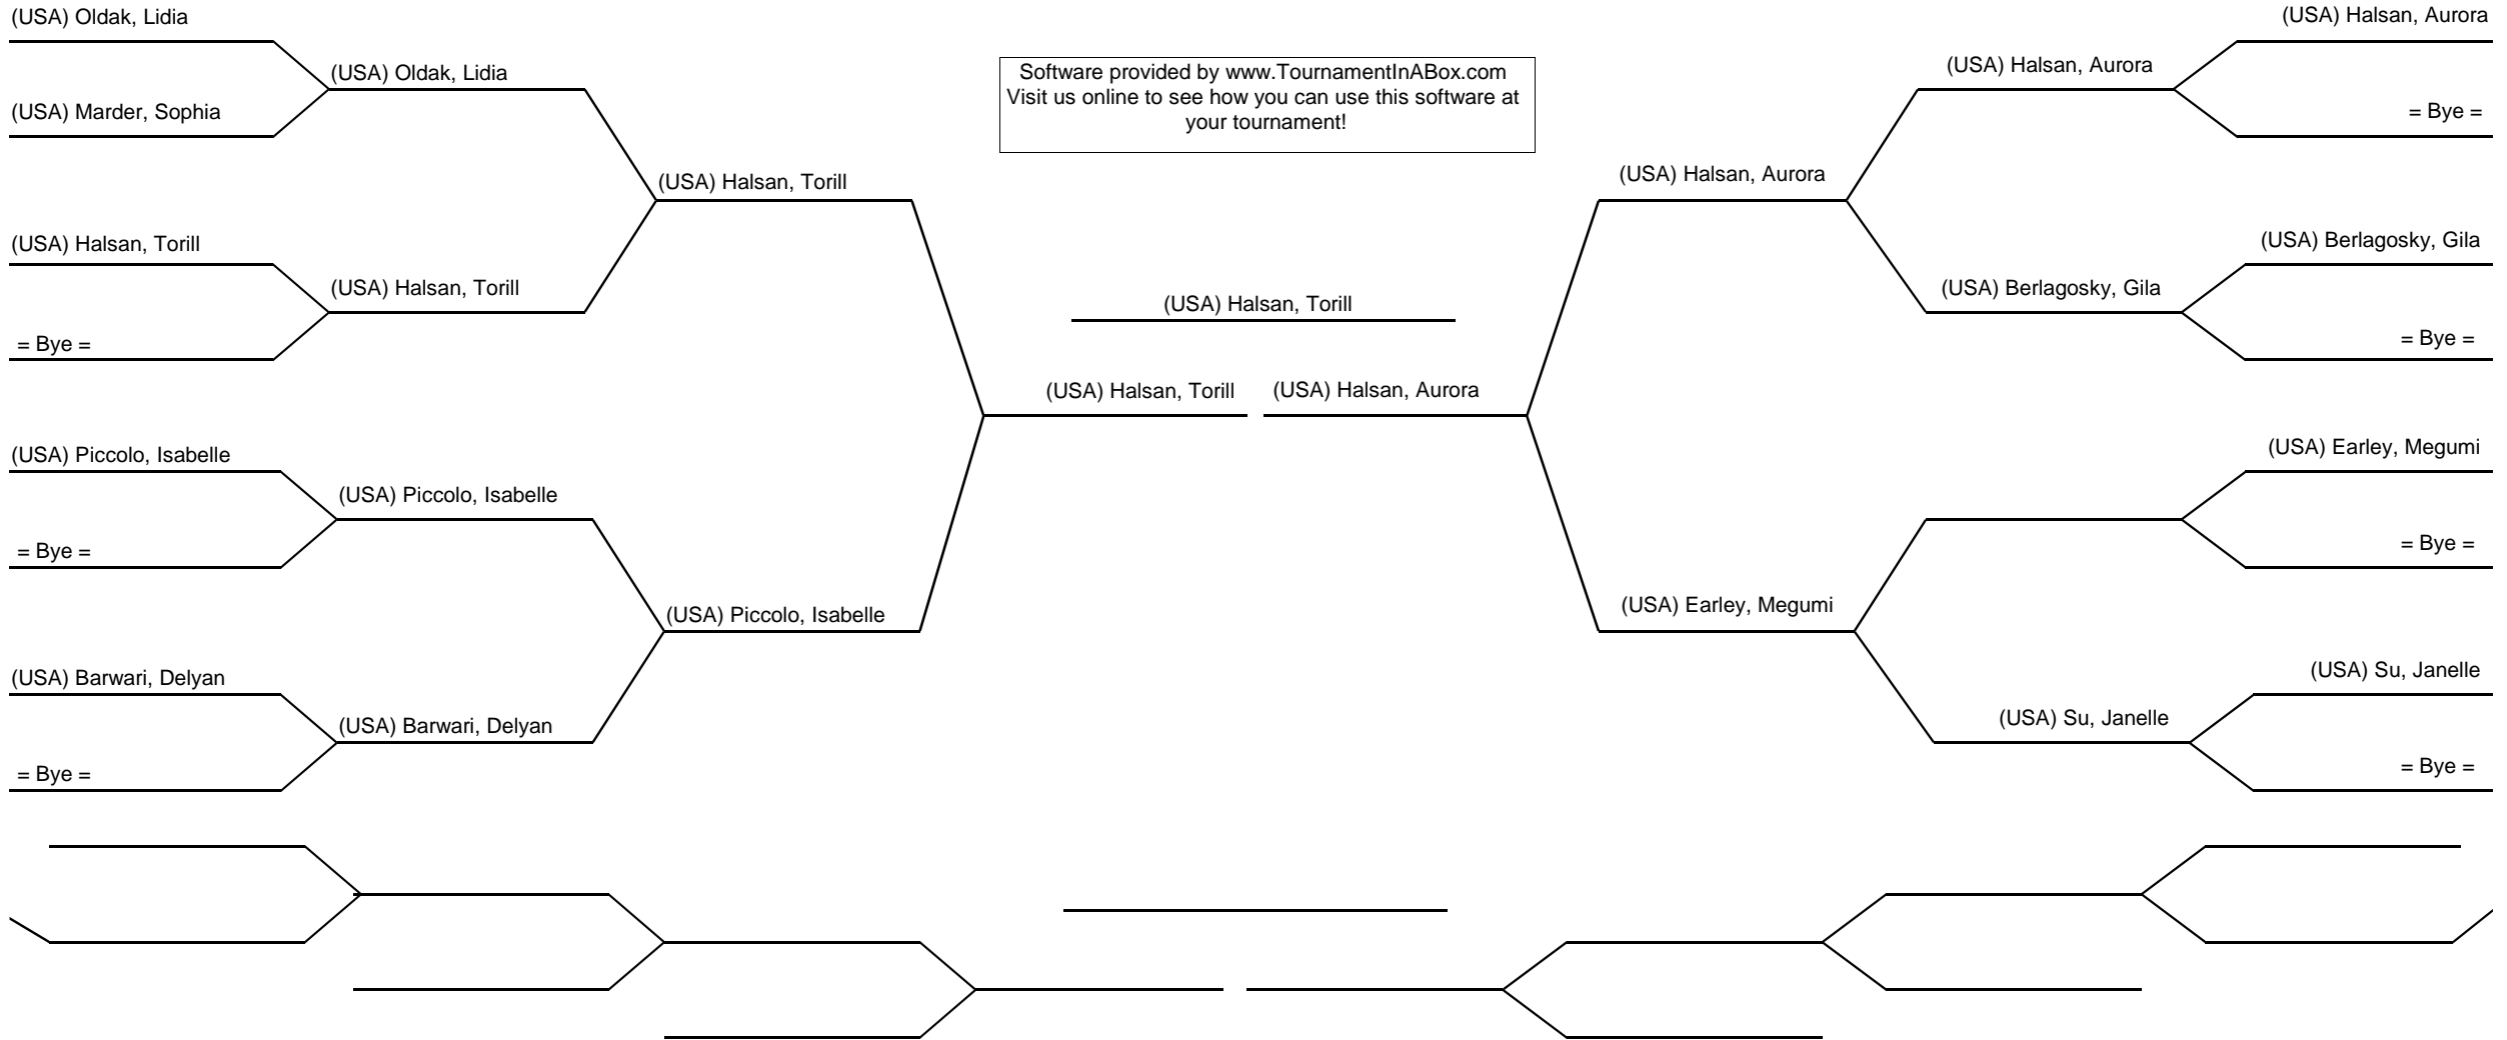 (USA) Oldak, Lidia
(USA) Marder, Sophia
(USA) Halsan, Torill
= Bye =
(USA) Piccolo, Isabelle
= Bye =
(USA) Barwari, Delyan
= Bye =
(USA) Oldak, Lidia
(USA) Halsan, Torill
(USA) Piccolo, Isabelle
(USA) Barwari, Delyan
(USA) Halsan, Torill
(USA) Piccolo, Isabelle
Software provided by www.TournamentInABox.com
Visit us online to see how you can use this software at
your tournament!
(USA) Halsan, Torill
(USA) Halsan, Torill
(USA) Halsan, Aurora
(USA) Halsan, Aurora
(USA) Earley, Megumi
(USA) Halsan, Aurora
(USA) Berlagosky, Gila
(USA) Su, Janelle
(USA) Halsan, Aurora
= Bye =
(USA) Berlagosky, Gila
= Bye =
(USA) Earley, Megumi
= Bye =
(USA) Su, Janelle
= Bye =